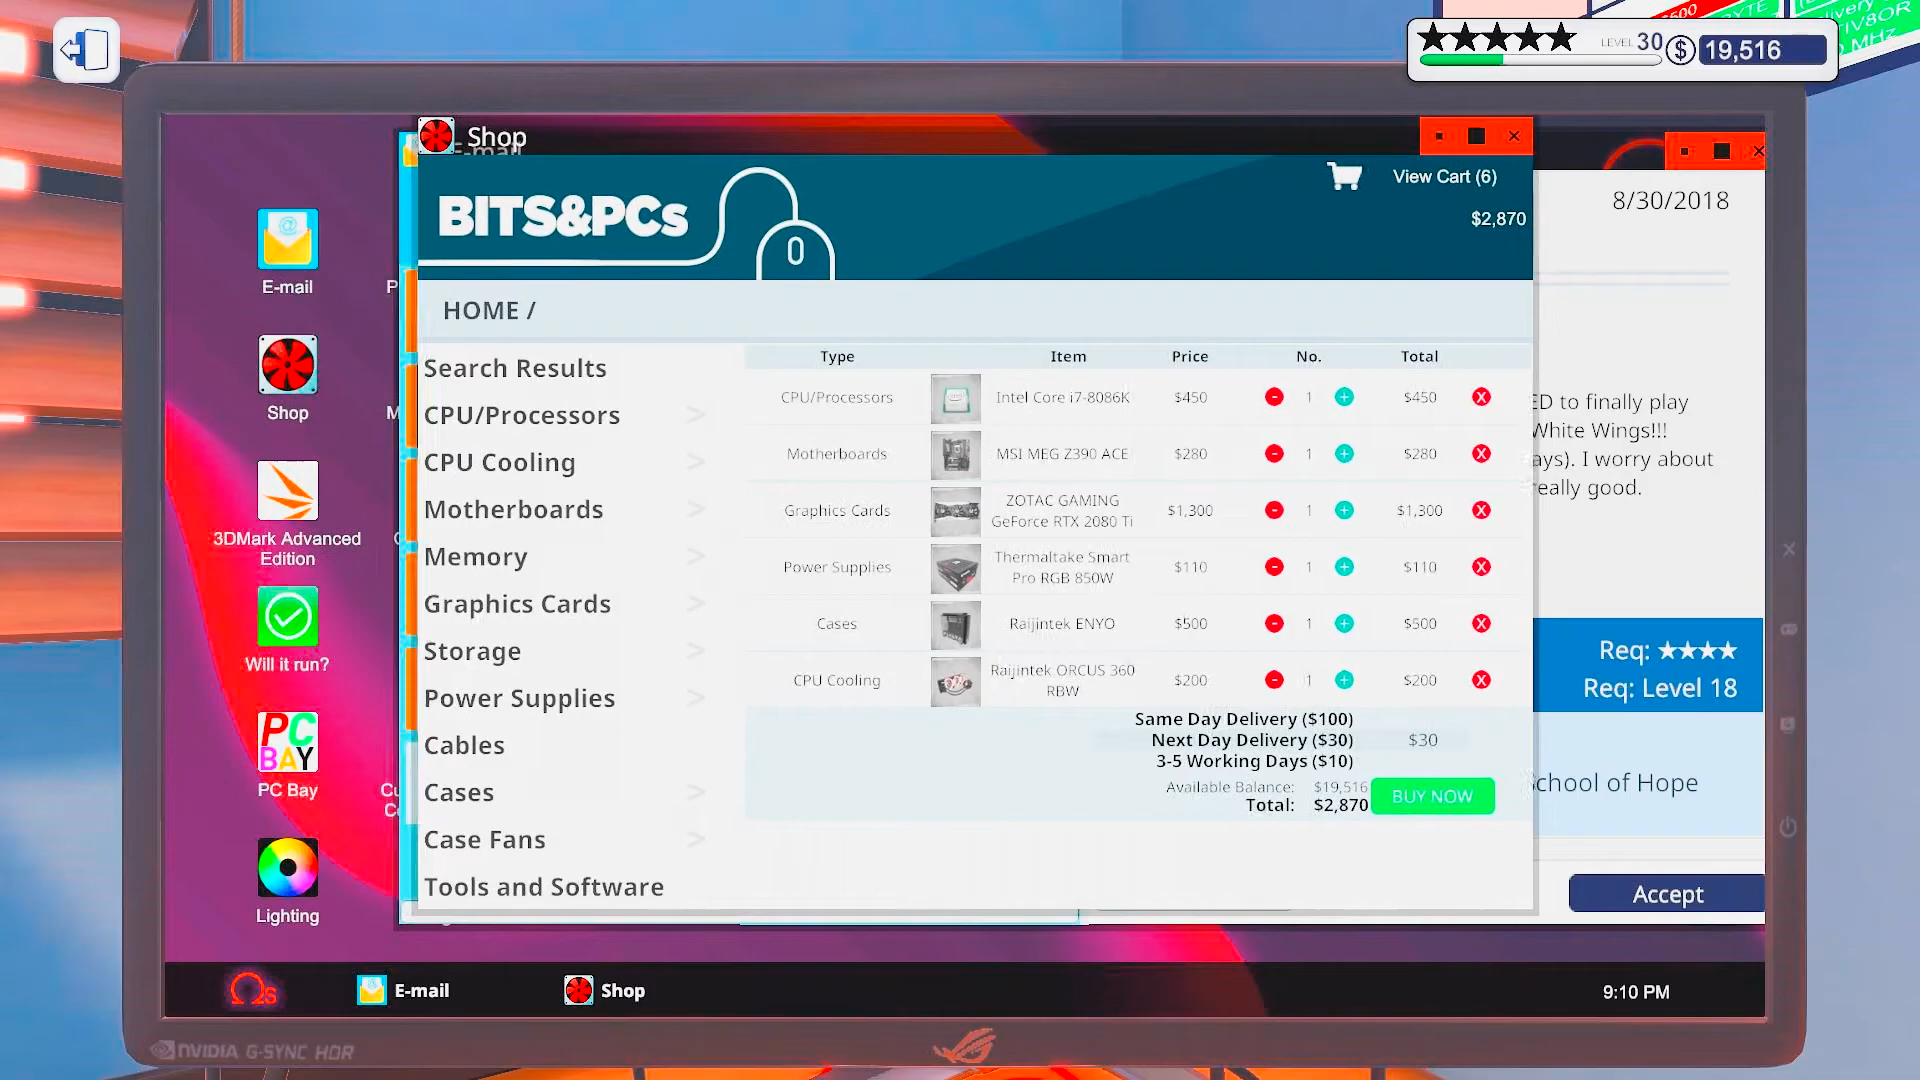 LEVEL 30
$ 19,516
Shop
E-mail
BITS&PCs
View Cart (6)
$2,870
8/30/2018
HOME /
E-mail
Shop
3DMark Advanced
Edition
Will it run?
PC
BAY
PC Bay
Lighting
Search Results
CPU/Processors >
CPU Cooling >
Motherboards >
Memory >
Graphics Cards >
Storage >
Power Supplies >
Cables
Cases >
Case Fans >
Tools and Software
Type Item Price No. Total
CPU/Processors Intel Core i7-8086K $450 - 1 + $450 X
Motherboards MSI MEG Z390 ACE $280 - 1 + $280 X
Graphics Cards ZOTAC GAMING
GeForce RTX 2080 Ti $1,300 - 1 + $1,300 X
Power Supplies Thermaltake Smart
Pro RGB 850W $110 - 1 + $110 X
Cases Raijintek ENYO $500 - 1 + $500 X
CPU Cooling Raijintek ORCUS 360
RBW $200 - 1 + $200 X
Same Day Delivery ($100)
Next Day Delivery ($30) $30
3-5 Working Days ($10)
Available Balance: $19,516
Total: $2,870
BUY NOW
ED to finally play
White Wings!!!
ays). I worry about
really good.
Req: ★★★★
Req: Level 18
School of Hope
Accept
Ωs
E-mail
Shop
9:10 PM
NVIDIA G-SYNC HDR